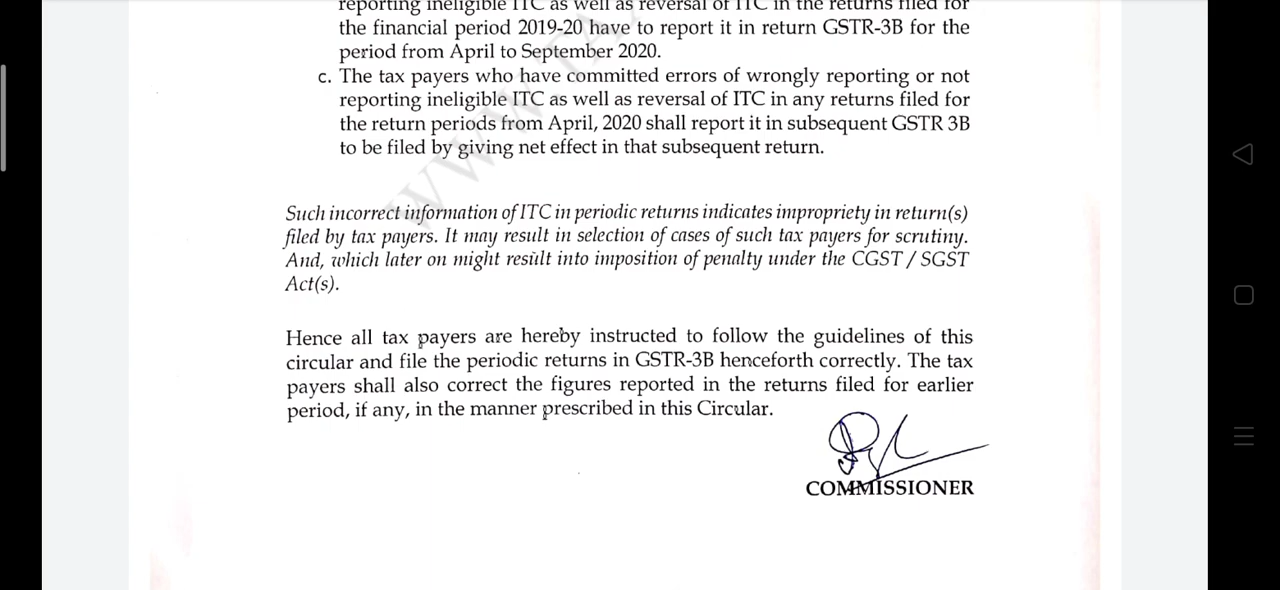 reporting ineligible ITC as well as reversal of ITC in the returns filed for
the financial period 2019-20 have to report it in return GSTR-3B for the
period from April to September 2020.
c. The tax payers who have committed errors of wrongly reporting or not
reporting ineligible ITC as well as reversal of ITC in any returns filed for
the return periods from April, 2020 shall report it in subsequent GSTR 3B
to be filed by giving net effect in that subsequent return.
Such incorrect information of ITC in periodic returns indicates impropriety in return(s)
filed by tax payers. It may result in selection of cases of such tax payers for scrutiny.
And, which later on might result into imposition of penalty under the CGST / SGST
Act(s).
Hence all tax payers are hereby instructed to follow the guidelines of this
circular and file the periodic returns in GSTR-3B henceforth correctly. The tax
payers shall also correct the figures reported in the returns filed for earlier
period, if any, in the manner prescribed in this Circular.
COMMISSIONER